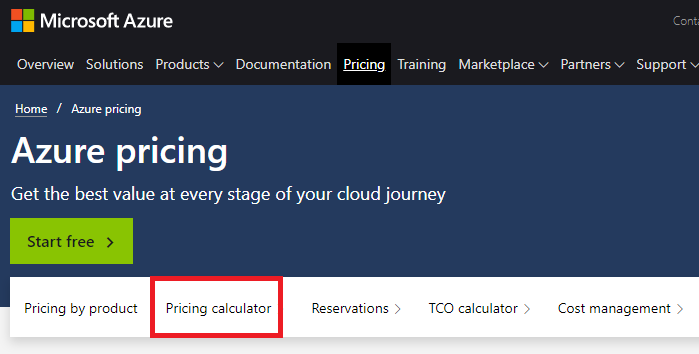 Microsoft Azure
Overview Solutions Products Documentation Pricing Training Marketplace Partners Support
Home / Azure pricing
Azure pricing
Get the best value at every stage of your cloud journey
Start free
Pricing by product Pricing calculator Reservations TCO calculator Cost management